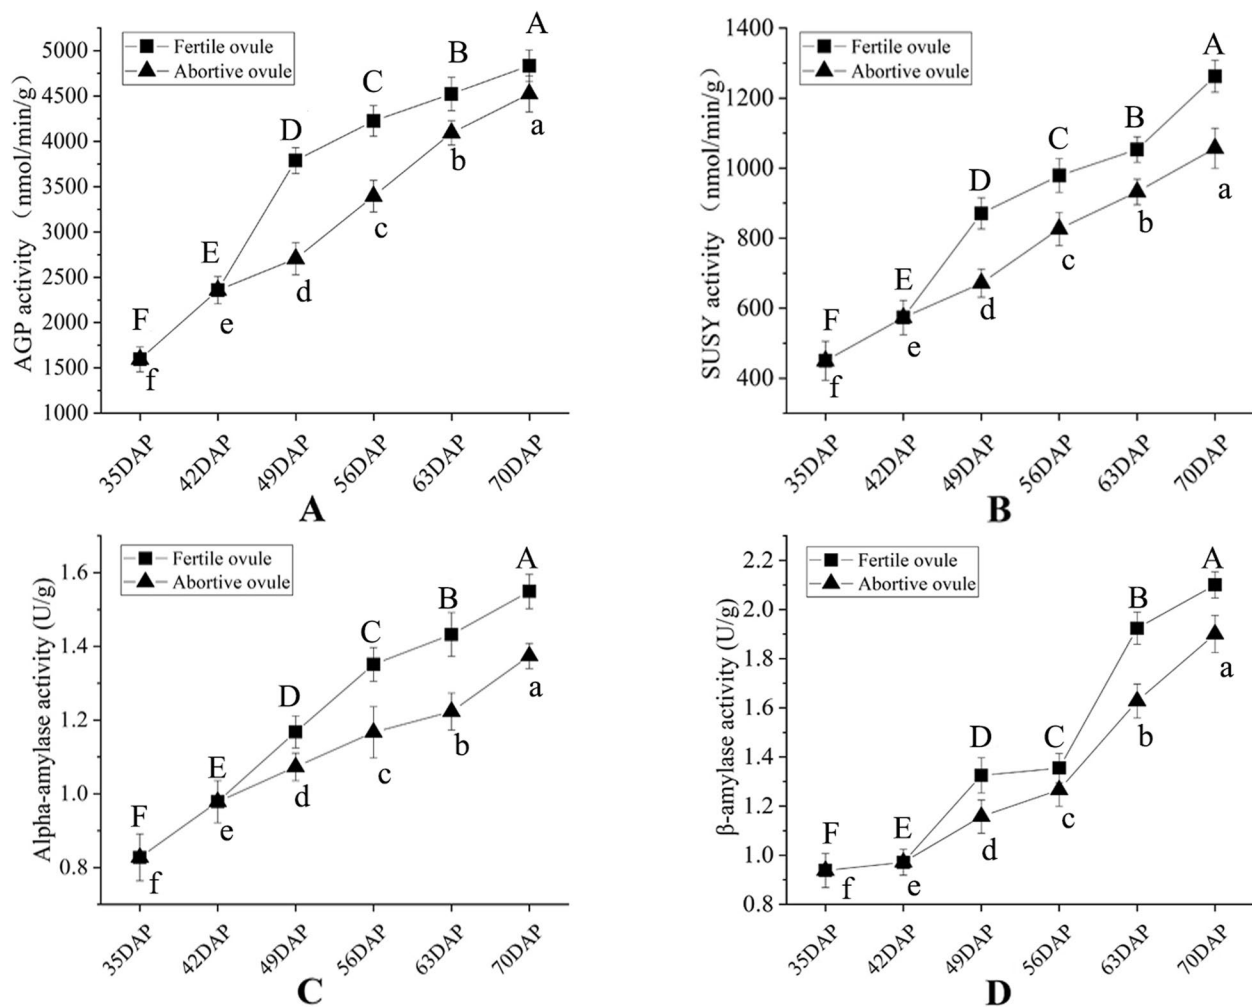 AGP activity （nmol/min/g)
5000
4500
4000
3500
3000
2500
2000
1500
1000
Fertile ovule
Abortive ovule
F
E
D
C
B
A
f
e
d
c
b
a
35DAP
42DAP
49DAP
56DAP
63DAP
70DAP
A
SUSY activity （nmol/min/g)
1400
1200
1000
800
600
400
Fertile ovule
Abortive ovule
F
E
D
C
B
A
f
e
d
c
b
a
35DAP
42DAP
49DAP
56DAP
63DAP
70DAP
B
Alpha-amylase activity (U/g)
1.6
1.4
1.2
1.0
0.8
Fertile ovule
Abortive ovule
F
E
D
C
B
A
f
e
d
c
b
a
35DAP
42DAP
49DAP
56DAP
63DAP
70DAP
C
β-amylase activity (U/g)
2.2
2.0
1.8
1.6
1.4
1.2
1.0
0.8
Fertile ovule
Abortive ovule
F
E
D
C
B
A
f
e
d
c
b
a
35DAP
42DAP
49DAP
56DAP
63DAP
70DAP
D